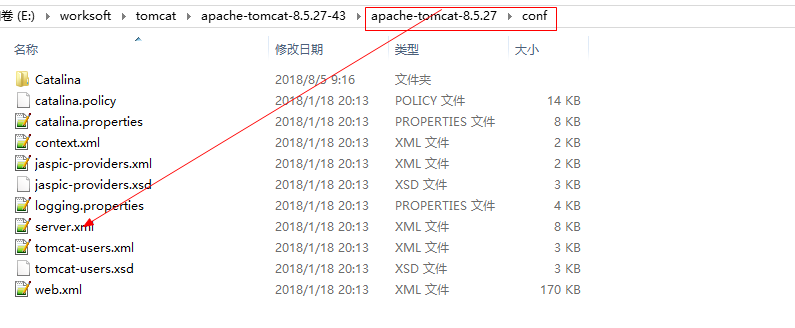 卷 (E:) worksoft tomcat apache-tomcat-8.5.27-43 apache-tomcat-8.5.27 conf
名称 修改日期 类型 大小
Catalina 2018/8/5 9:16 文件夹
catalina.policy 2018/1/18 20:13 POLICY 文件 14 KB
catalina.properties 2018/1/18 20:13 PROPERTIES 文件 8 KB
context.xml 2018/1/18 20:13 XML 文件 2 KB
jaspic-providers.xml 2018/1/18 20:13 XML 文件 2 KB
jaspic-providers.xsd 2018/1/18 20:13 XSD 文件 3 KB
logging.properties 2018/1/18 20:13 PROPERTIES 文件 4 KB
server.xml 2018/1/18 20:13 XML 文件 8 KB
tomcat-users.xml 2018/1/18 20:13 XML 文件 3 KB
tomcat-users.xsd 2018/1/18 20:13 XSD 文件 3 KB
web.xml 2018/1/18 20:13 XML 文件 170 KB